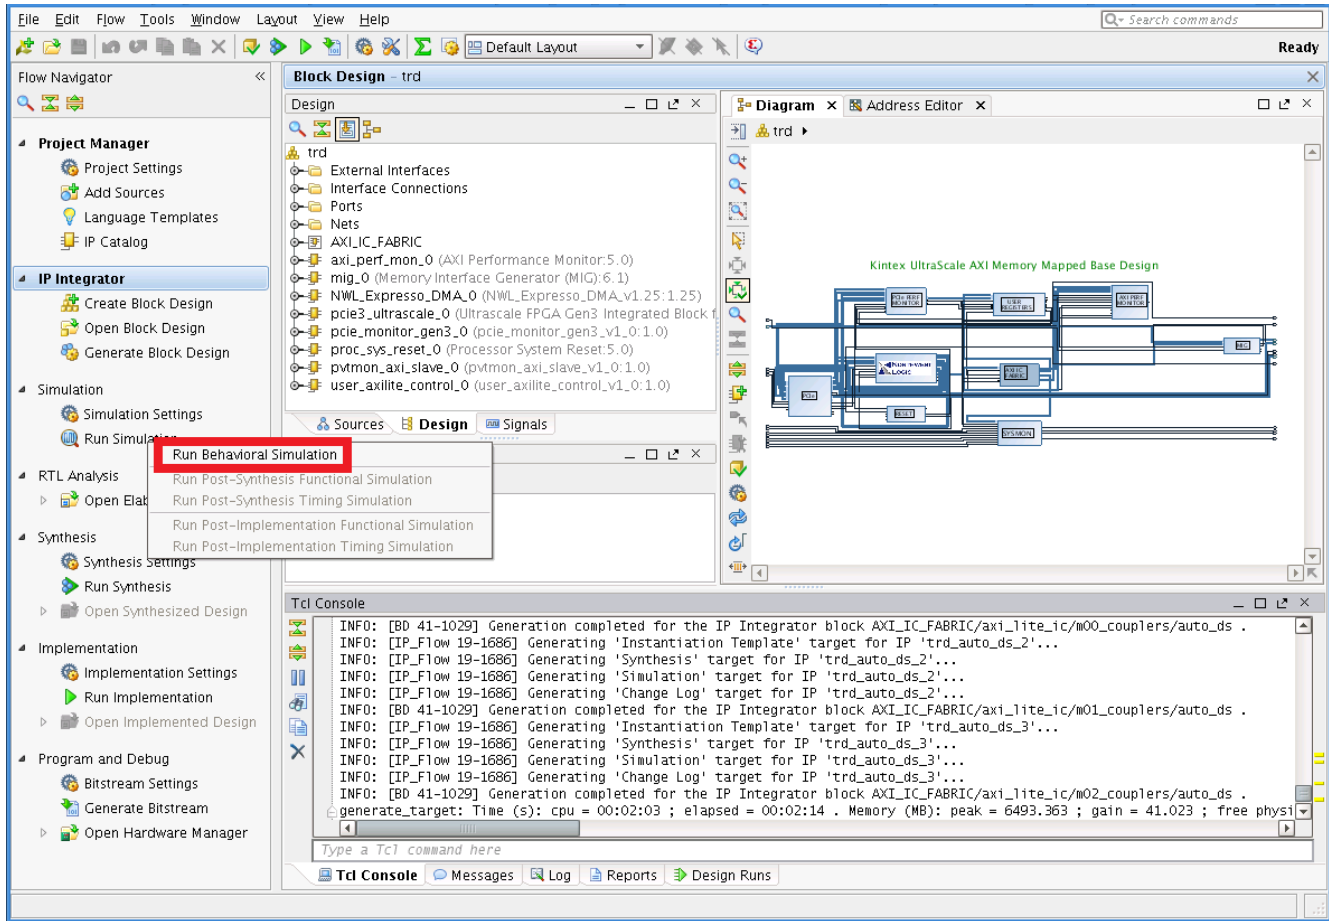 File Edit Flow Tools Window Layout View Help
Search commands
Default Layout
Ready
Flow Navigator
Project Manager
Project Settings
Add Sources
Language Templates
IP Catalog
IP Integrator
Create Block Design
Open Block Design
Generate Block Design
Simulation
Simulation Settings
Run Simulation
RTL Analysis
Open Elab
Synthesis
Synthesis Settings
Run Synthesis
Open Synthesized Design
Implementation
Implementation Settings
Run Implementation
Open Implemented Design
Program and Debug
Bitstream Settings
Generate Bitstream
Open Hardware Manager
Run Behavioral Simulation
Run Post-Synthesis Functional Simulation
Run Post-Synthesis Timing Simulation
Run Post-Implementation Functional Simulation
Run Post-Implementation Timing Simulation
Block Design - trd
Design
trd
External Interfaces
Interface Connections
Ports
Nets
AXI_IC_FABRIC
axi_perf_mon_0 (AXI Performance Monitor:5.0)
mig_0 (Memory Interface Generator (MIG):6.1)
NWL_Expresso_DMA_0 (NWL_Expresso_DMA_v1.25:1.25)
pcie3_ultrascale_0 (Ultrascale FPGA Gen3 Integrated Block f
pcie_monitor_gen3_0 (pcie_monitor_gen3_v1_0:1.0)
proc_sys_reset_0 (Processor System Reset:5.0)
pvtmon_axi_slave_0 (pvtmon_axi_slave_v1_0:1.0)
user_axilite_control_0 (user_axilite_control_v1_0:1.0)
Sources Design Signals
Diagram Address Editor
trd
Kintex UltraScale AXI Memory Mapped Base Design
PCIe PERF MONITOR
USER REGISTERS
AXI PERF MONITOR
MIG
AXI IC FABRIC
PCIe
RESET
SYSMON
Tcl Console
INFO: [BD 41-1029] Generation completed for the IP Integrator block AXI_IC_FABRIC/axi_lite_ic/m00_couplers/auto_ds .
INFO: [IP_Flow 19-1686] Generating 'Instantiation Template' target for IP 'trd_auto_ds_2'...
INFO: [IP_Flow 19-1686] Generating 'Synthesis' target for IP 'trd_auto_ds_2'...
INFO: [IP_Flow 19-1686] Generating 'Simulation' target for IP 'trd_auto_ds_2'...
INFO: [IP_Flow 19-1686] Generating 'Change Log' target for IP 'trd_auto_ds_2'...
INFO: [BD 41-1029] Generation completed for the IP Integrator block AXI_IC_FABRIC/axi_lite_ic/m01_couplers/auto_ds .
INFO: [IP_Flow 19-1686] Generating 'Instantiation Template' target for IP 'trd_auto_ds_3'...
INFO: [IP_Flow 19-1686] Generating 'Synthesis' target for IP 'trd_auto_ds_3'...
INFO: [IP_Flow 19-1686] Generating 'Simulation' target for IP 'trd_auto_ds_3'...
INFO: [IP_Flow 19-1686] Generating 'Change Log' target for IP 'trd_auto_ds_3'...
INFO: [BD 41-1029] Generation completed for the IP Integrator block AXI_IC_FABRIC/axi_lite_ic/m02_couplers/auto_ds .
generate_target: Time (s): cpu = 00:02:03 ; elapsed = 00:02:14 . Memory (MB): peak = 6493.363 ; gain = 41.023 ; free physi
Type a Tcl command here
Tcl Console Messages Log Reports Design Runs